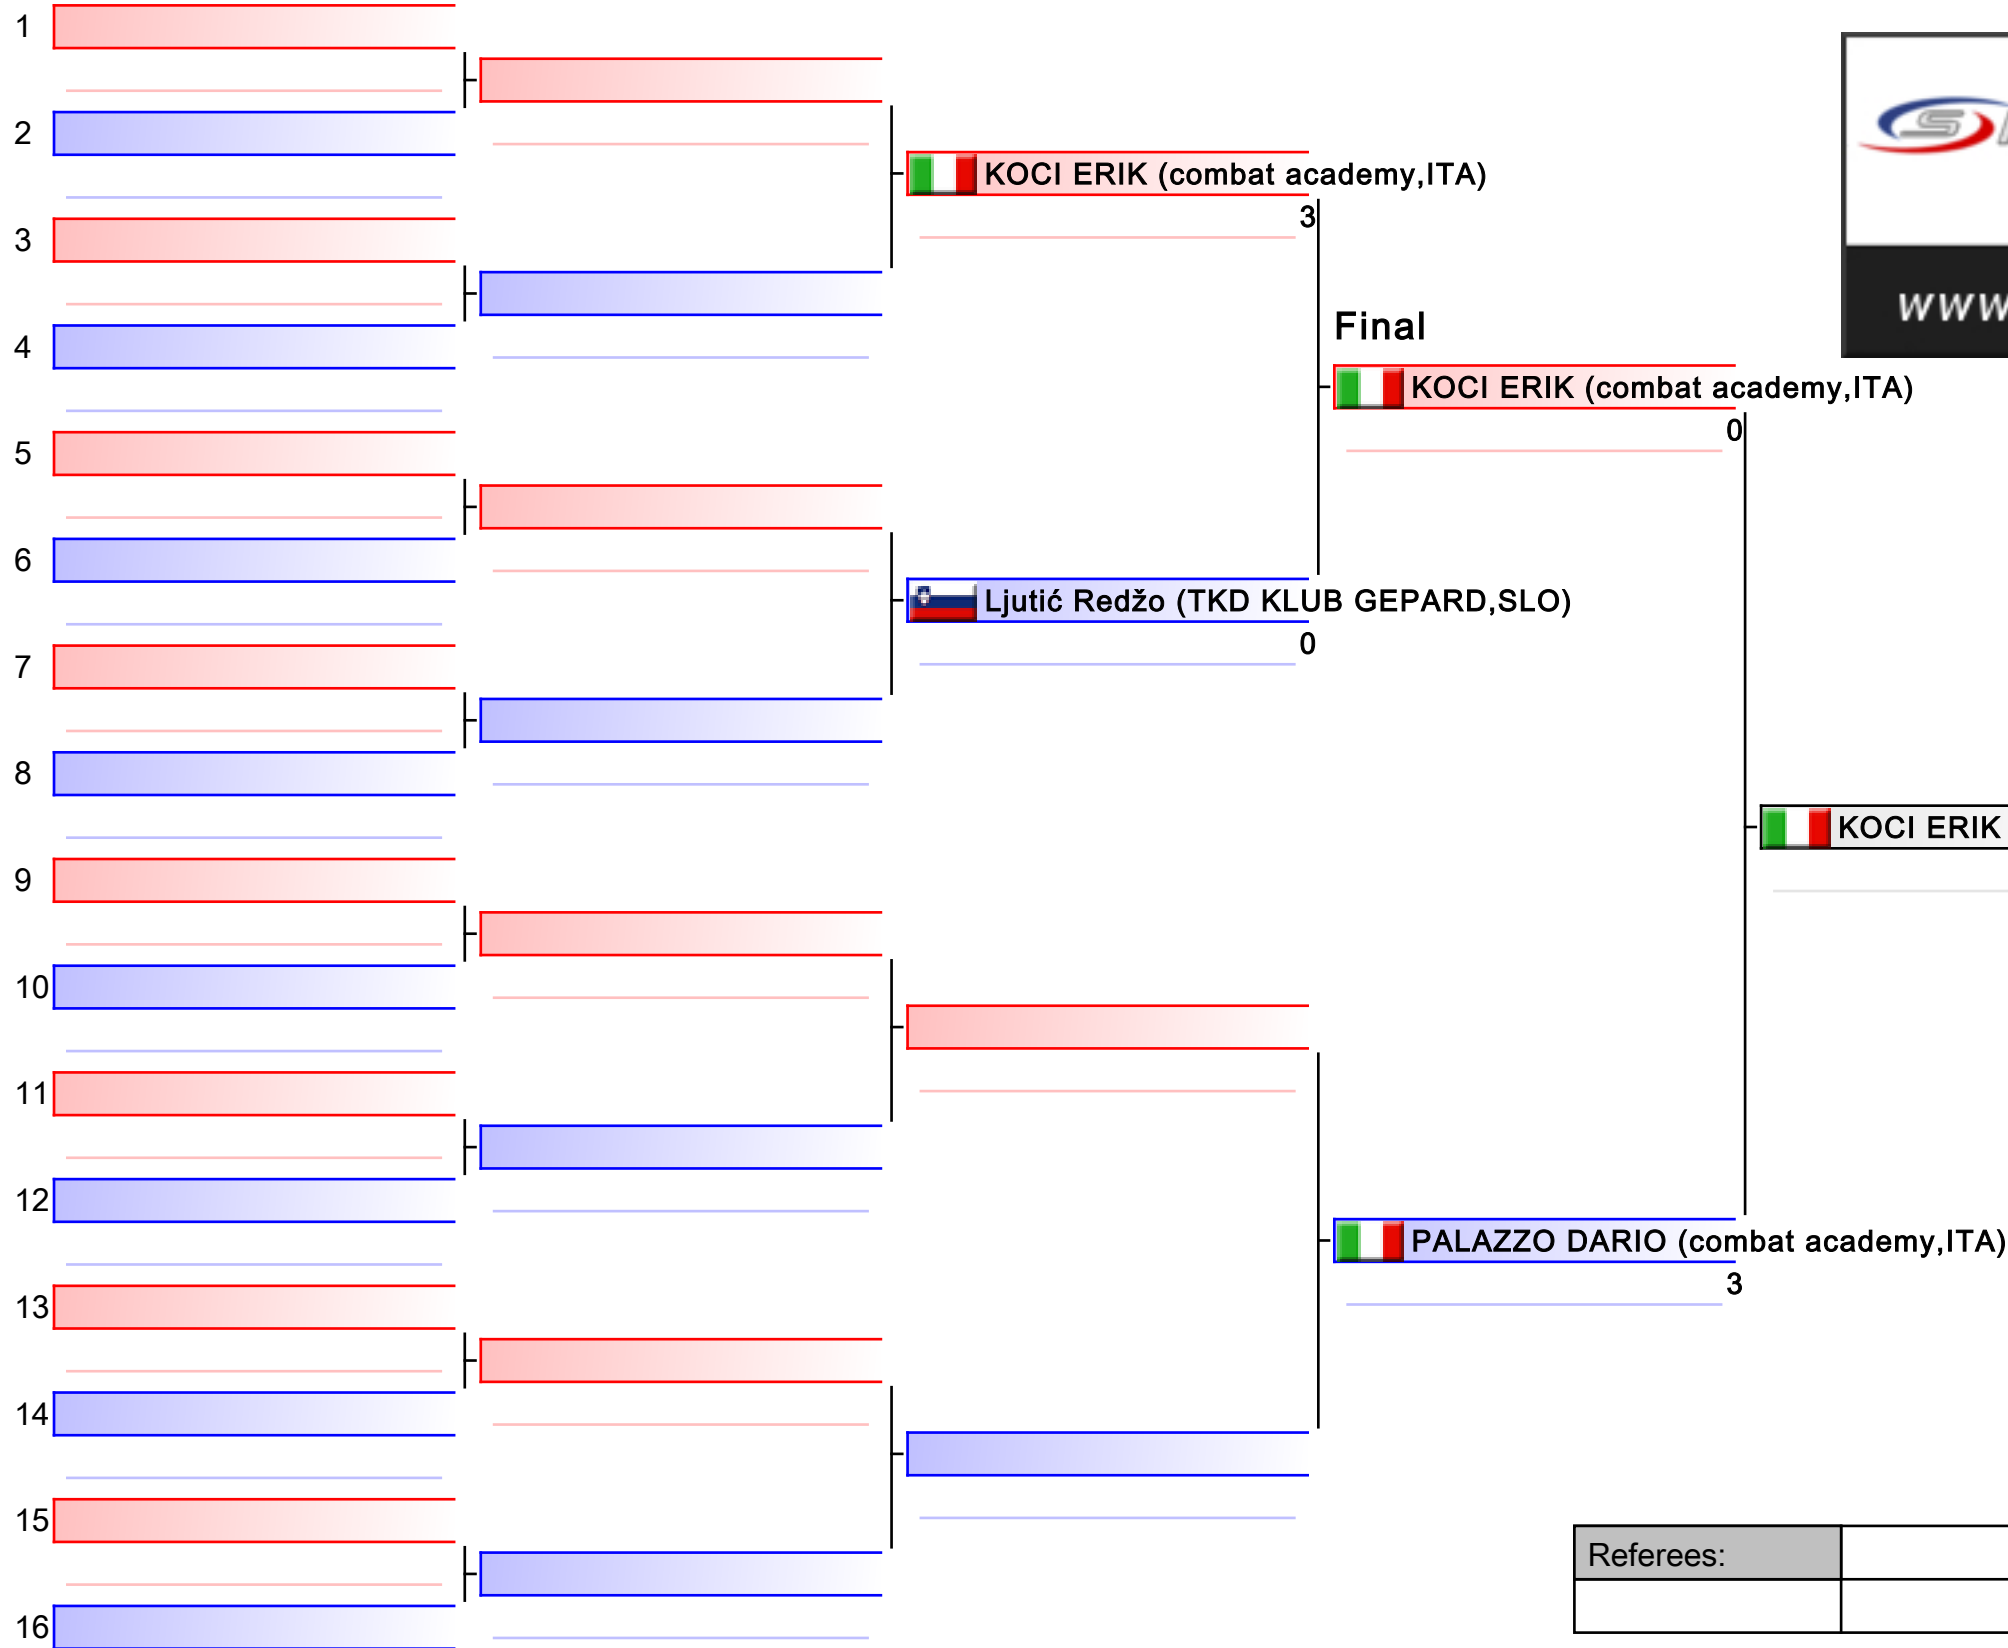 1
2
KOCI ERIK (combat academy,ITA)
3
3
4
Final
KOCI ERIK (combat academy,ITA)
0
5
6
Ljutić Redžo (TKD KLUB GEPARD,SLO)
0
7
8
KOCI ERIK
9
10
11
12
PALAZZO DARIO (combat academy,ITA)
3
13
14
15
16
Referees:
www